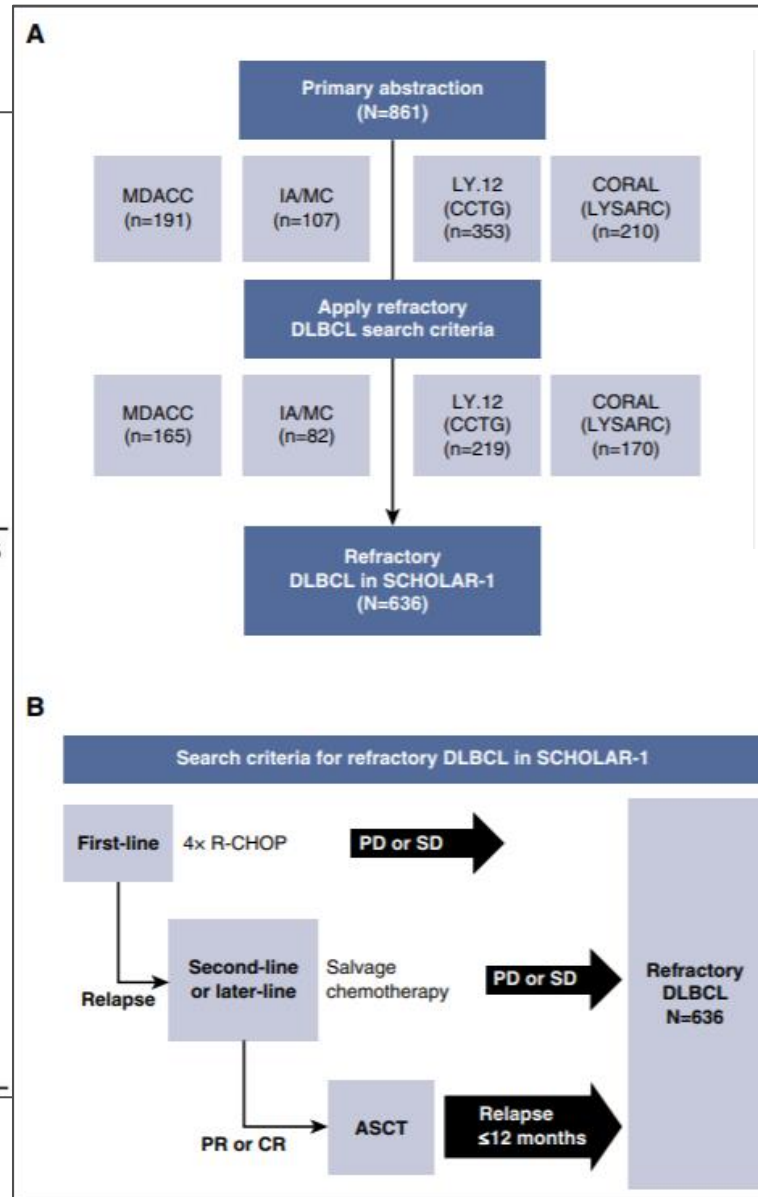 A
Primary abstraction
(N=861)
MDACC
(n=191)
IA/MC
(n=107)
LY.12
(CCTG)
(n=353)
CORAL
(LYSARC)
(n=210)
Apply refractory
DLBCL search criteria
MDACC
(n=165)
IA/MC
(n=82)
LY.12
(CCTG)
(n=219)
CORAL
(LYSARC)
(n=170)
Refractory
DLBCL in SCHOLAR-1
(N=636)
B
Search criteria for refractory DLBCL in SCHOLAR-1
First-line
4× R-CHOP
PD or SD
Relapse
Second-line
or later-line
Salvage
chemotherapy
PD or SD
Refractory
DLBCL
N=636
PR or CR
ASCT
Relapse
≤12 months